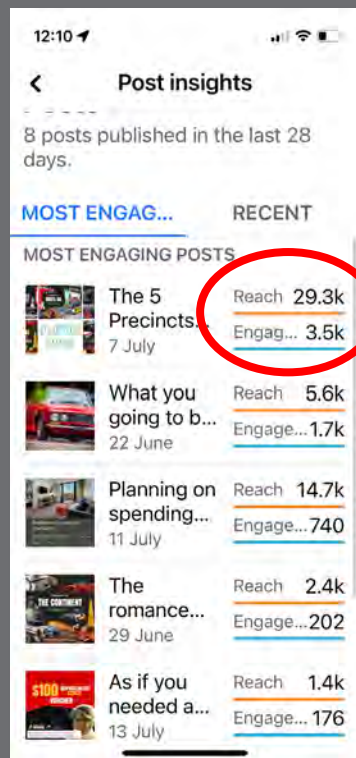 12:10
Post insights
8 posts published in the last 28
days.
MOST ENGAG... RECENT
MOST ENGAGING POSTS
The 5
Precincts...
7 July
Reach 29.3k
Engag... 3.5k
What you
going to b...
22 June
Reach 5.6k
Engage... 1.7k
Planning on
spending...
11 July
Reach 14.7k
Engage... 740
THE CONTINENT
The
romance...
29 June
Reach 2.4k
Engage... 202
$100
VOUCHER
As if you
needed a...
13 July
Reach 1.4k
Engage... 176